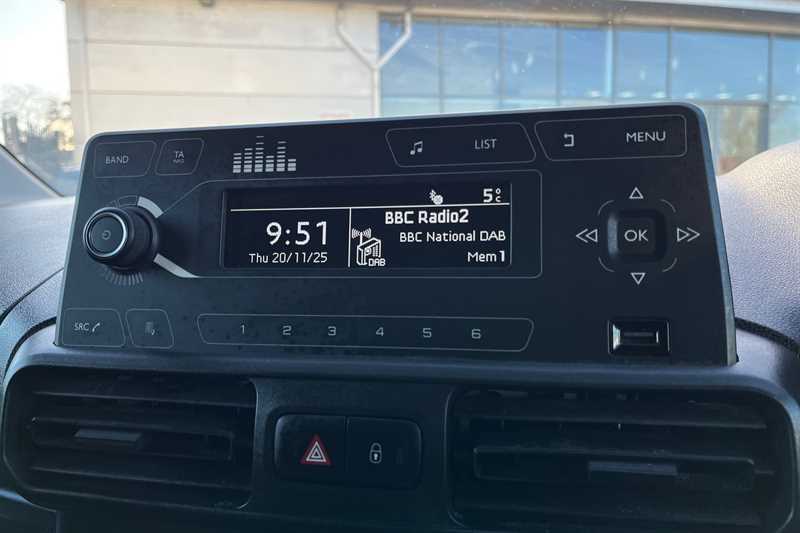 BAND
TA
INFO
LIST
MENU
5°C
9:51
Thu 20/11/25
BBC Radio2
BBC National DAB
DAB
Mem 1
OK
SRC
1 2 3 4 5 6